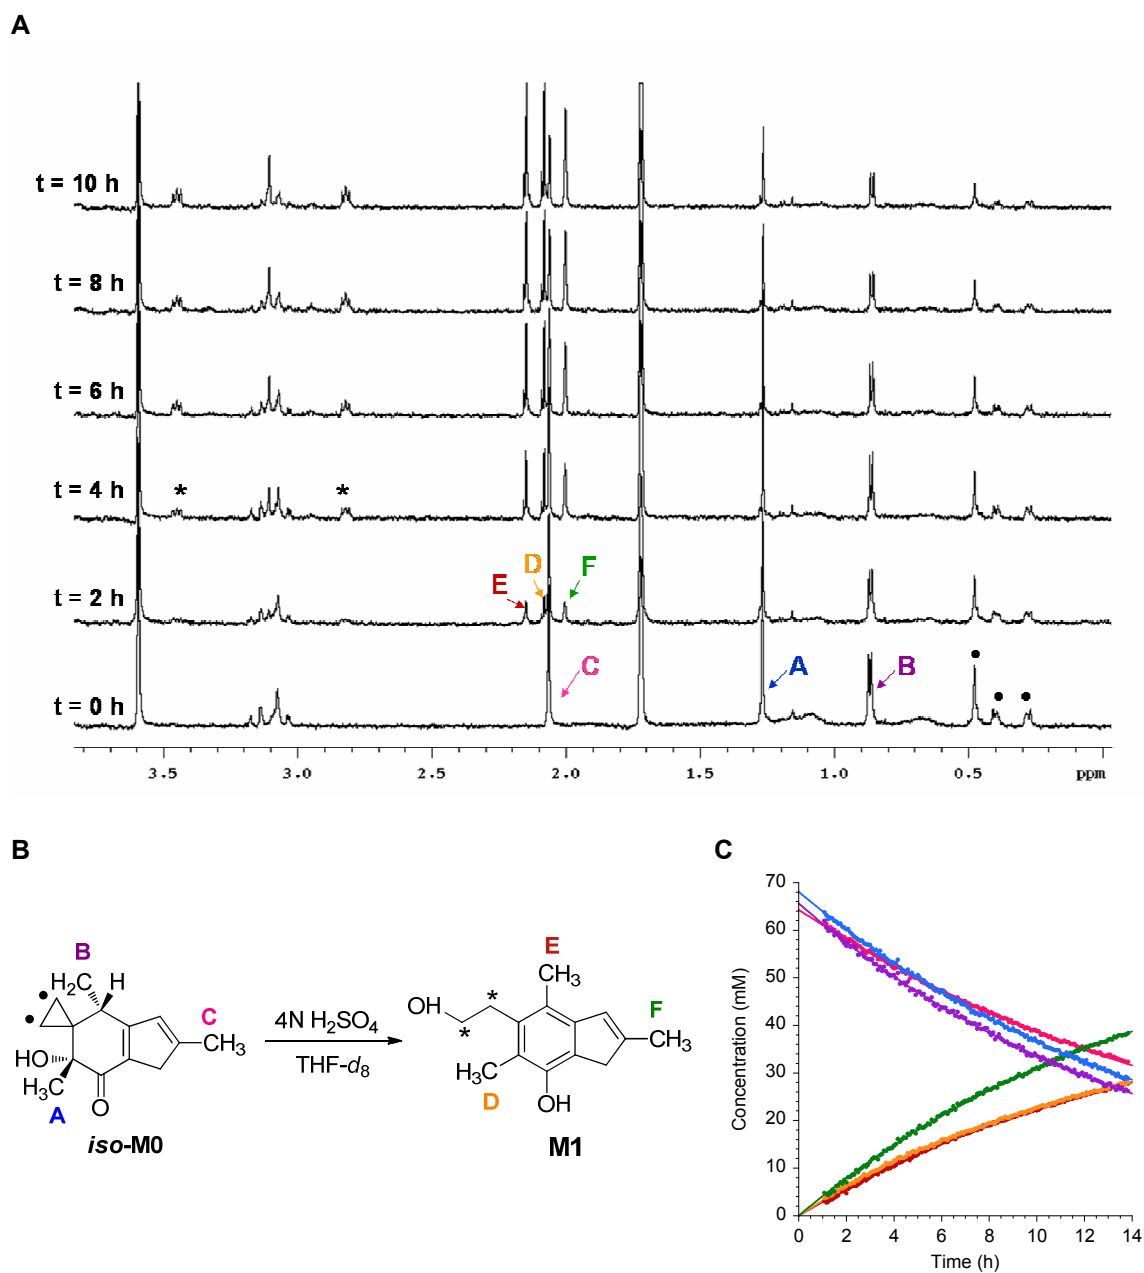 A
t = 10 h
t = 8 h
t = 6 h
t = 4 h
* *
t = 2 h
E D F
t = 0 h
C A B
3.5 3.0 2.5 2.0 1.5 1.0 0.5 ppm
B
B
H₂C H
HO
H₃C
A
O
C
CH₃
iso-M0
4N H₂SO₄
THF-d₈
E
CH₃
OH
*
*
F
CH₃
H₃C
D
OH
M1
C
Concentration (mM)
70
60
50
40
30
20
10
0
0 2 4 6 8 10 12 14
Time (h)